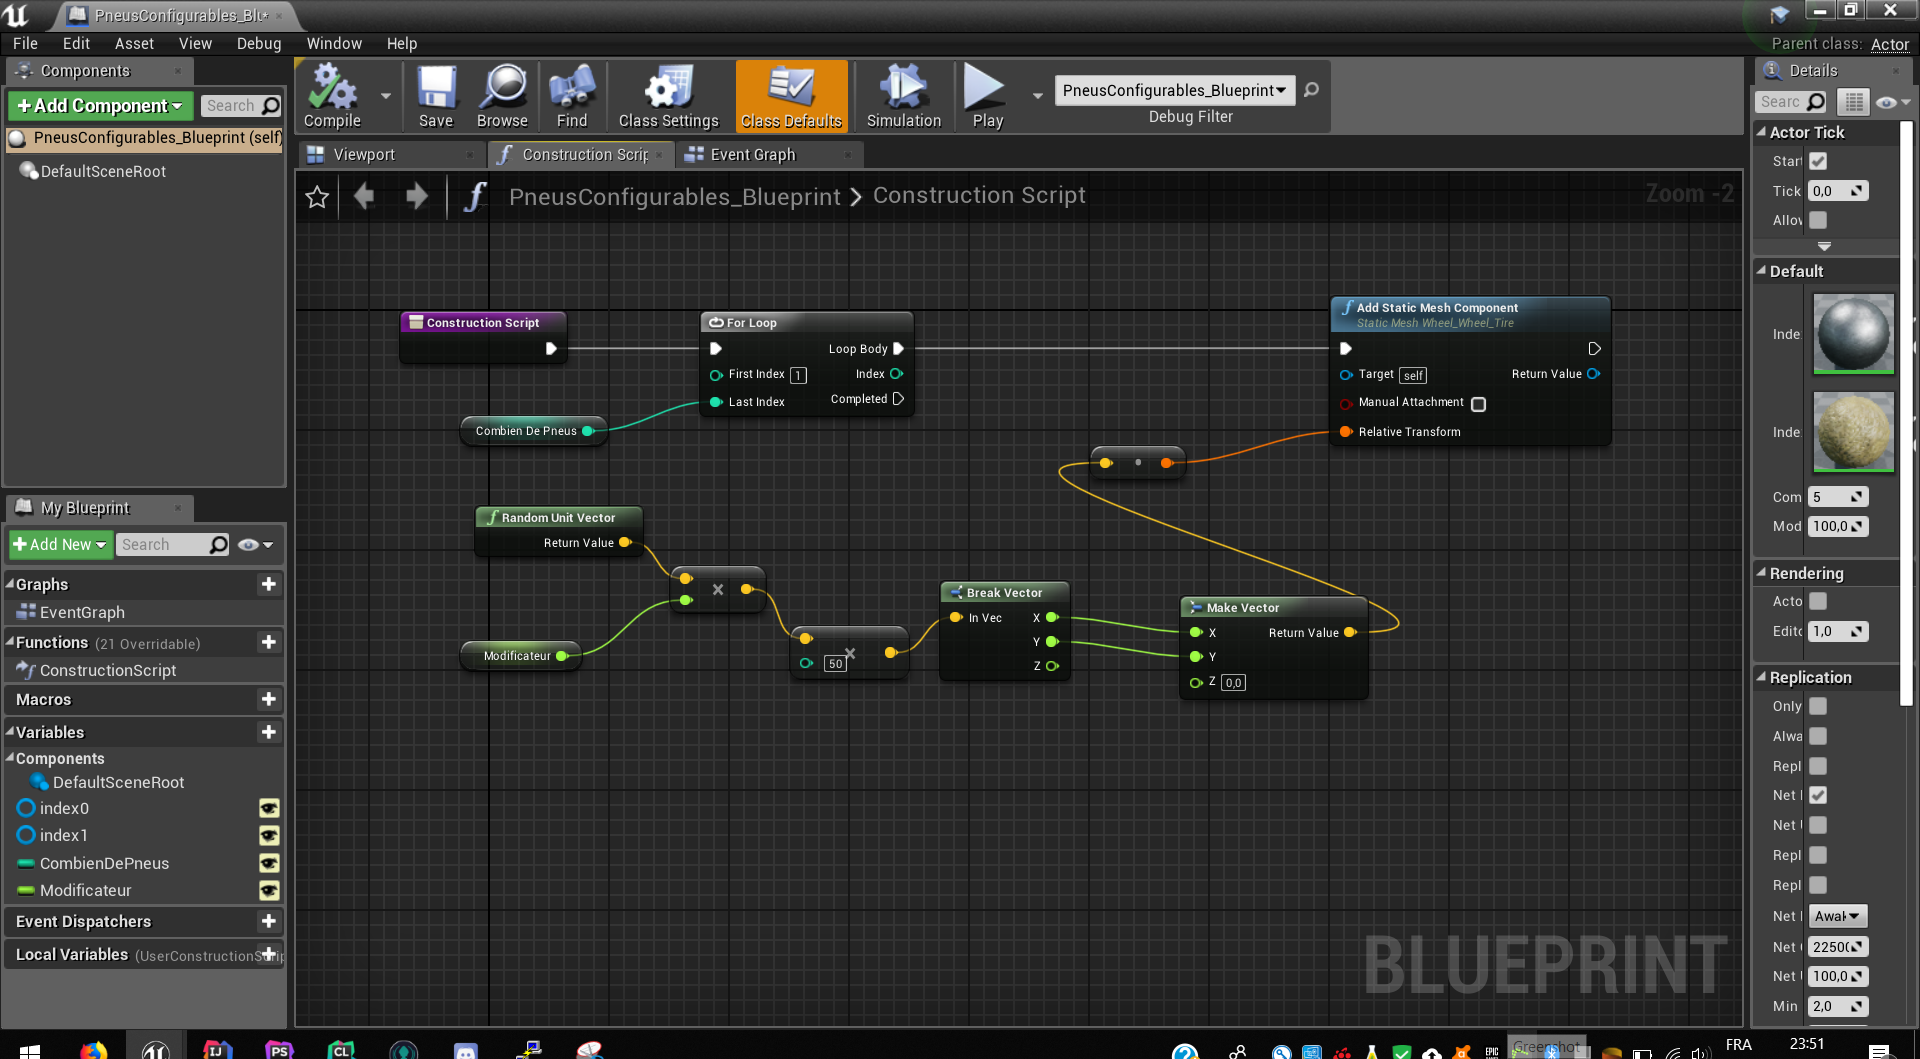 PneusConfigurables_Blu*
File Edit Asset View Debug Window Help
Parent class: Actor
Components
+Add Component
Search
PneusConfigurables_Blueprint (self)
DefaultSceneRoot
Compile
Save
Browse
Find
Class Settings
Class Defaults
Simulation
Play
PneusConfigurables_Blueprint
Debug Filter
Viewport
Construction Scrip
Event Graph
PneusConfigurables_Blueprint > Construction Script
Zoom -2
Construction Script
For Loop
Loop Body
First Index 1
Index
Last Index
Completed
Combien De Pneus
Add Static Mesh Component
Static Mesh Wheel_Wheel_Tire
Target self
Return Value
Manual Attachment
Relative Transform
Random Unit Vector
Return Value
Modificateur
50
Break Vector
In Vec
X
Y
Z
Make Vector
X
Return Value
Y
Z 0,0
BLUEPRINT
My Blueprint
+Add New
Search
Graphs
EventGraph
Functions (21 Overridable)
ConstructionScript
Macros
Variables
Components
DefaultSceneRoot
index0
index1
CombienDePneus
Modificateur
Event Dispatchers
Local Variables (UserConstructionScrip
Details
Searc
Actor Tick
Start
Tick 0,0
Allow
Default
Inde
Inde
Com 5
Mod 100,0
Rendering
Acto
Edito 1,0
Replication
Only
Alwa
Repl
Net
Net
Repl
Repl
Net Awak
Net 22500
Net 100,0
Min 2,0
IJ
PS
CL
EPIC
Greenshot
FRA
23:51